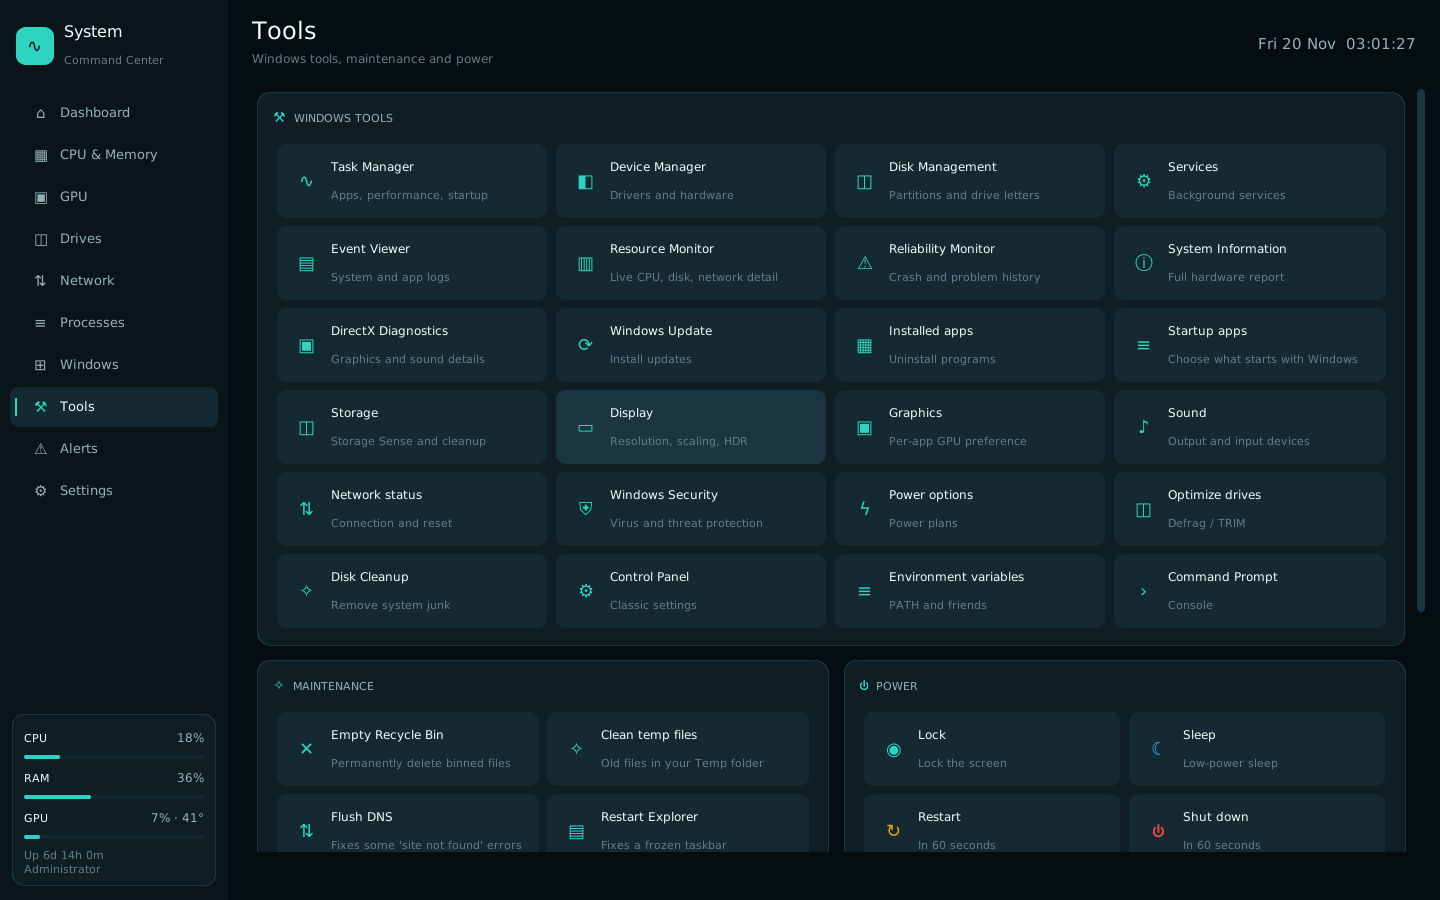 System
Command Center
Dashboard
CPU & Memory
GPU
Drives
Network
Processes
Windows
Tools
Alerts
Settings
CPU 18%
RAM 36%
GPU 7% · 41°
Up 6d 14h 0m
Administrator
Tools
Windows tools, maintenance and power
Fri 20 Nov 03:01:27
WINDOWS TOOLS
Task Manager
Apps, performance, startup
Device Manager
Drivers and hardware
Disk Management
Partitions and drive letters
Services
Background services
Event Viewer
System and app logs
Resource Monitor
Live CPU, disk, network detail
Reliability Monitor
Crash and problem history
System Information
Full hardware report
DirectX Diagnostics
Graphics and sound details
Windows Update
Install updates
Installed apps
Uninstall programs
Startup apps
Choose what starts with Windows
Storage
Storage Sense and cleanup
Display
Resolution, scaling, HDR
Graphics
Per-app GPU preference
Sound
Output and input devices
Network status
Connection and reset
Windows Security
Virus and threat protection
Power options
Power plans
Optimize drives
Defrag / TRIM
Disk Cleanup
Remove system junk
Control Panel
Classic settings
Environment variables
PATH and friends
Command Prompt
Console
MAINTENANCE
Empty Recycle Bin
Permanently delete binned files
Clean temp files
Old files in your Temp folder
Flush DNS
Fixes some 'site not found' errors
Restart Explorer
Fixes a frozen taskbar
POWER
Lock
Lock the screen
Sleep
Low-power sleep
Restart
In 60 seconds
Shut down
In 60 seconds